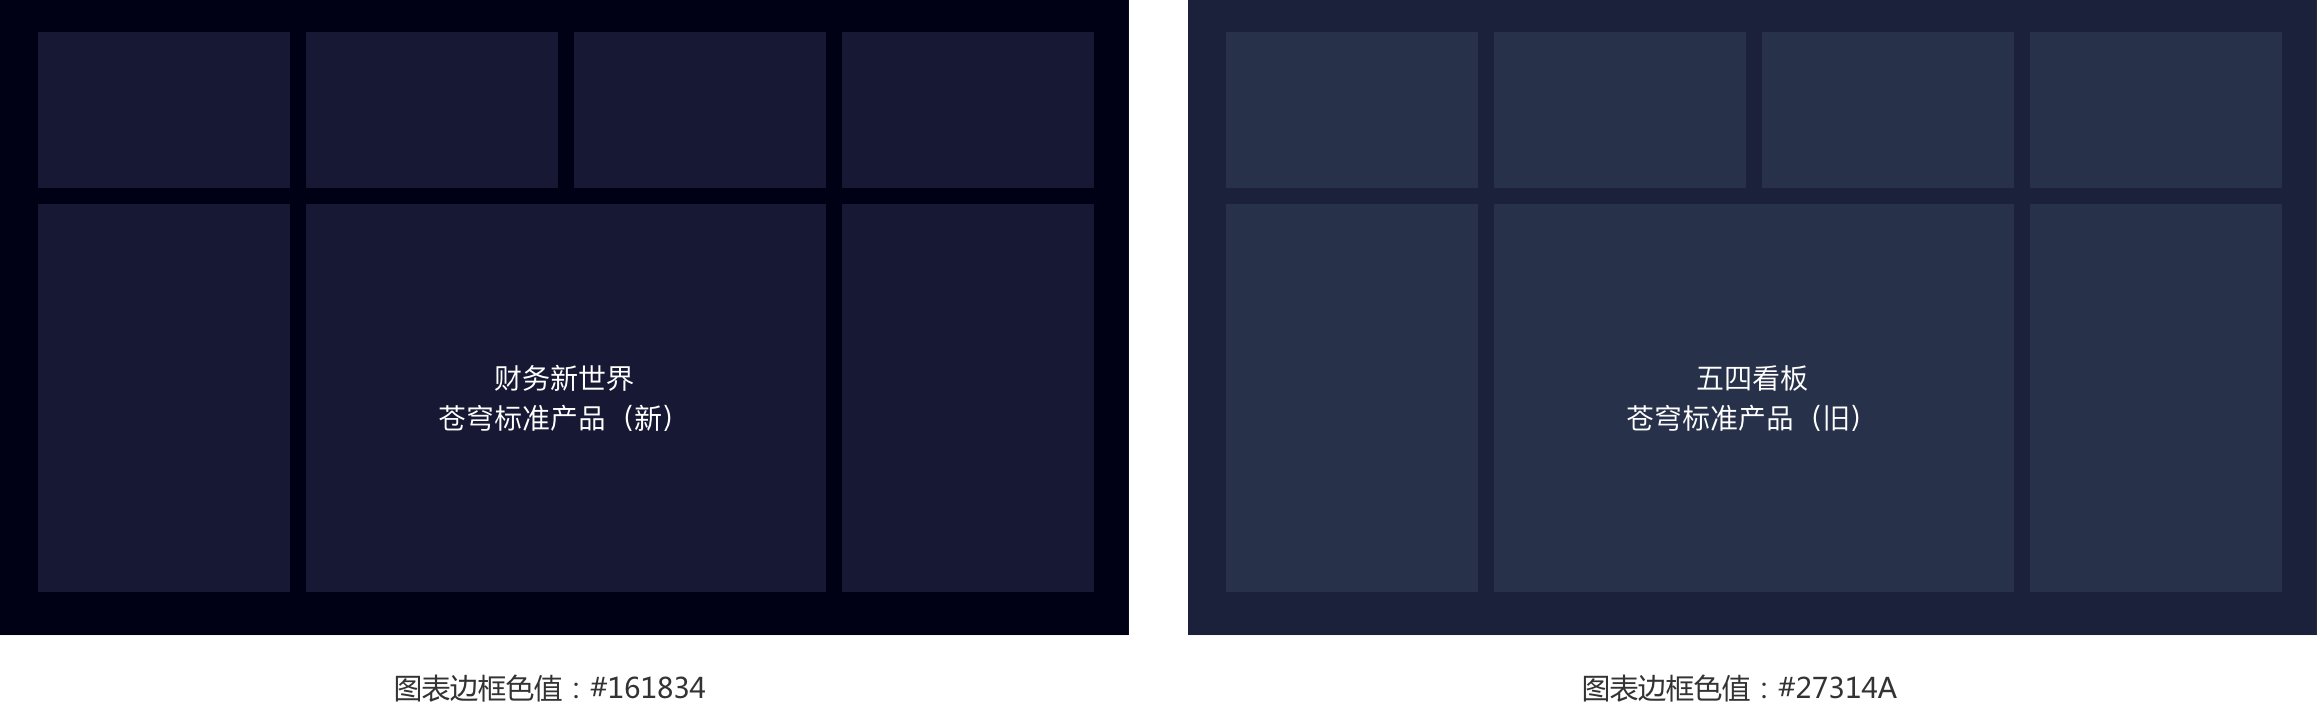 财务新世界
苍穹标准产品（新）
五四看板
苍穹标准产品（旧）
图表边框色值：#161834
图表边框色值：#27314A